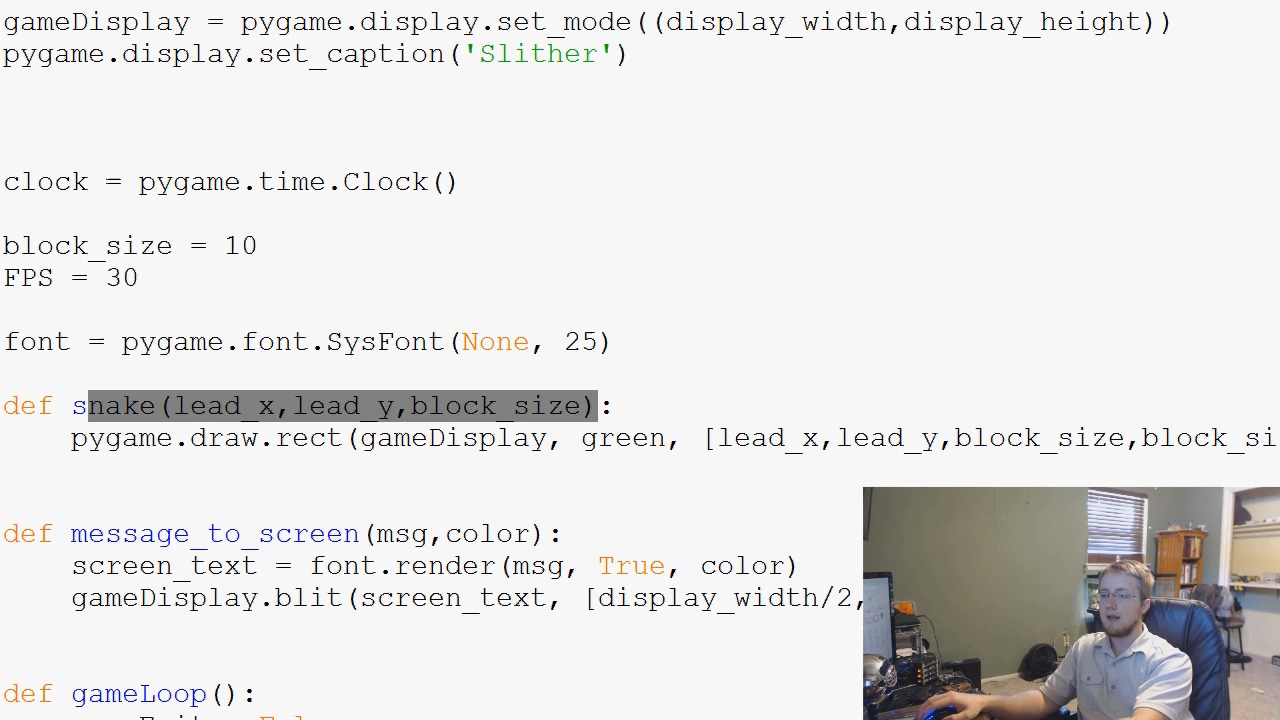 gameDisplay = pygame.display.set_mode((display_width,display_height))
pygame.display.set_caption('Slither')
clock = pygame.time.Clock()
block_size = 10
FPS = 30
font = pygame.font.SysFont(None, 25)
def snake(lead_x,lead_y,block_size):
pygame.draw.rect(gameDisplay, green, [lead_x,lead_y,block_size,block_si
def message_to_screen(msg,color):
screen_text = font.render(msg, True, color)
gameDisplay.blit(screen_text, [display_width/2,
def gameLoop():